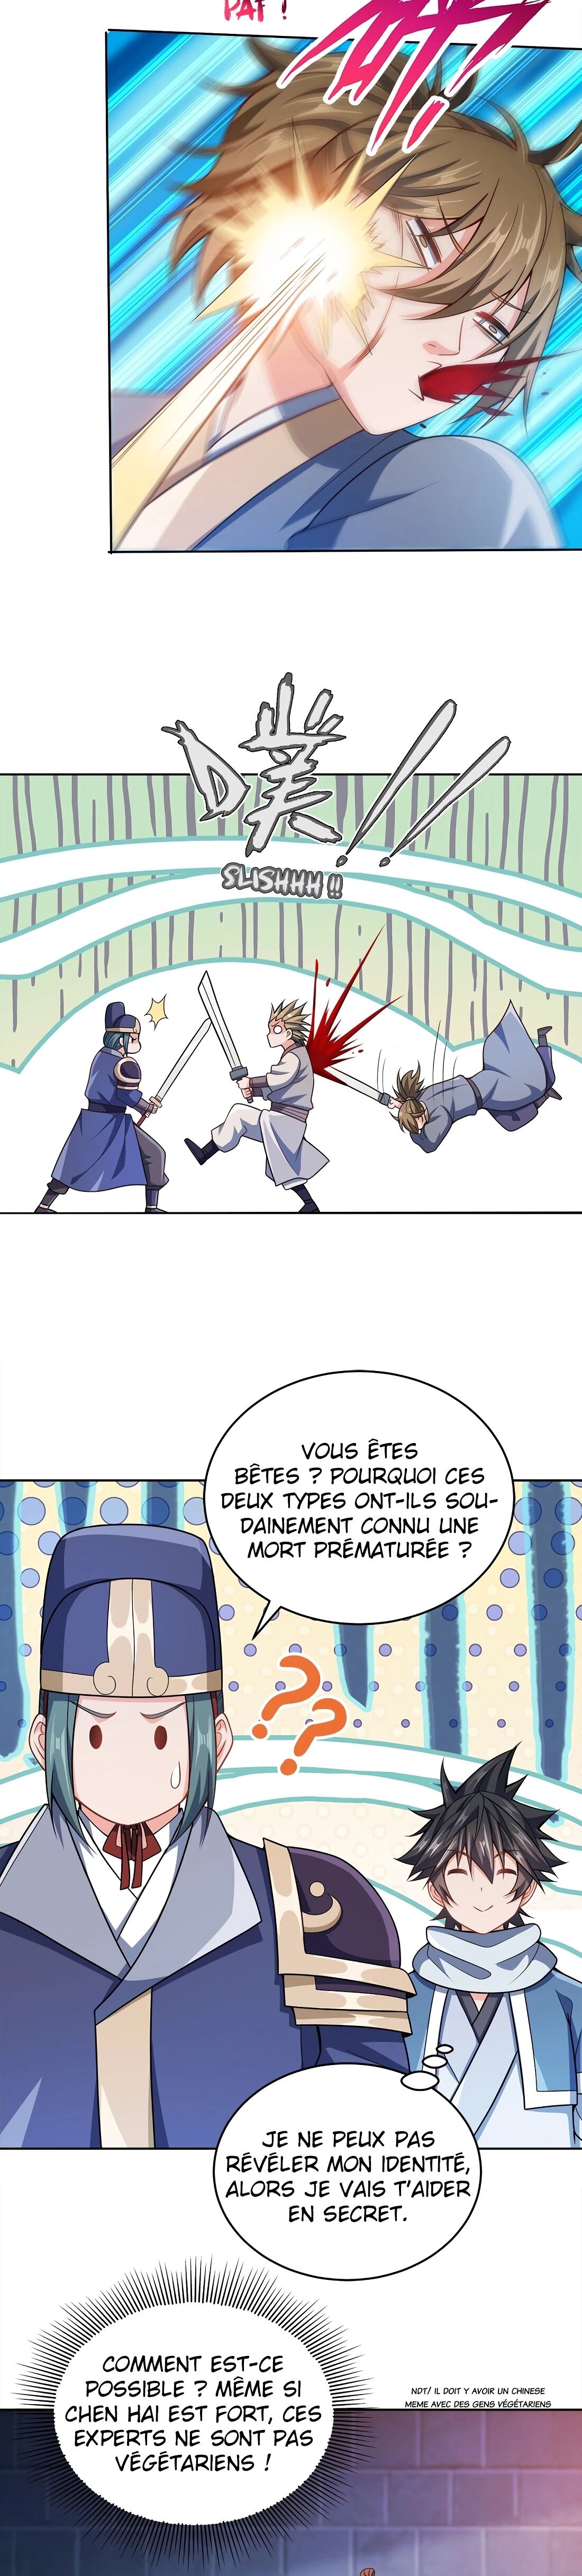 PAF !
噗!!
SLISHHH !!
VOUS ÊTES
BÊTES ? POURQUOI CES
DEUX TYPES ONT-ILS SOU-
DAINEMENT CONNU UNE
MORT PRÉMATURÉE ?
??
JE NE PEUX PAS
RÉVÉLER MON IDENTITÉ,
ALORS JE VAIS T'AIDER
EN SECRET.
COMMENT EST-CE
POSSIBLE ? MÊME SI
CHEN HAI EST FORT, CES
EXPERTS NE SONT PAS
VÉGÉTARIENS !
NDT/ IL DOIT Y AVOIR UN CHINESE
MEME AVEC DES GENS VÉGÉTARIENS